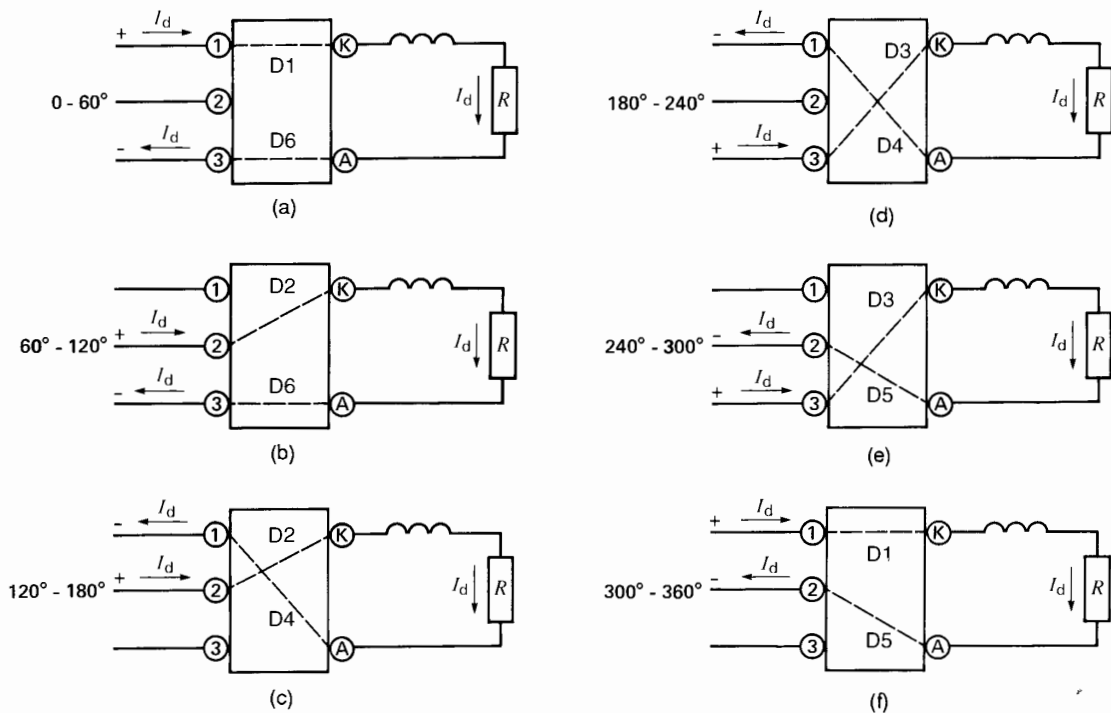 + I_d 1 D1 K
0 - 60° 2 I_d R
- I_d 3 D6 A
(a)
- I_d 1 D3 K
180° - 240° 2 I_d R
+ I_d 3 D4 A
(d)
1 D2 K
60° - 120° + I_d 2 I_d R
- I_d 3 D6 A
(b)
1 D3 K
240° - 300° - I_d 2 I_d R
+ I_d 3 D5 A
(e)
- I_d 1 D2 K
120° - 180° + I_d 2 I_d R
3 D4 A
(c)
+ I_d 1 D1 K
300° - 360° - I_d 2 I_d R
3 D5 A
(f)